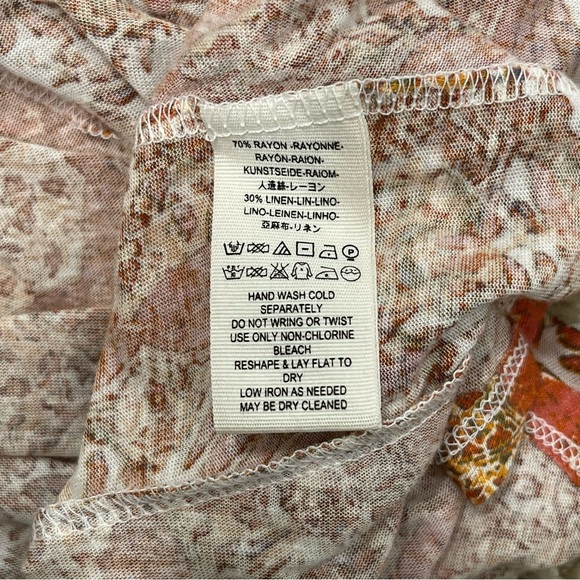 70% RAYON -RAYONNE-
RAYON-RAION-
KUNSTSEIDE-RAIOM-
人造絲-レーヨン
30% LINEN-LIN-LINO-
LINO-LEINEN-LINHO-
亞麻布-リネン
HAND WASH COLD
SEPARATELY
DO NOT WRING OR TWIST
USE ONLY NON-CHLORINE
BLEACH
RESHAPE & LAY FLAT TO
DRY
LOW IRON AS NEEDED
MAY BE DRY CLEANED